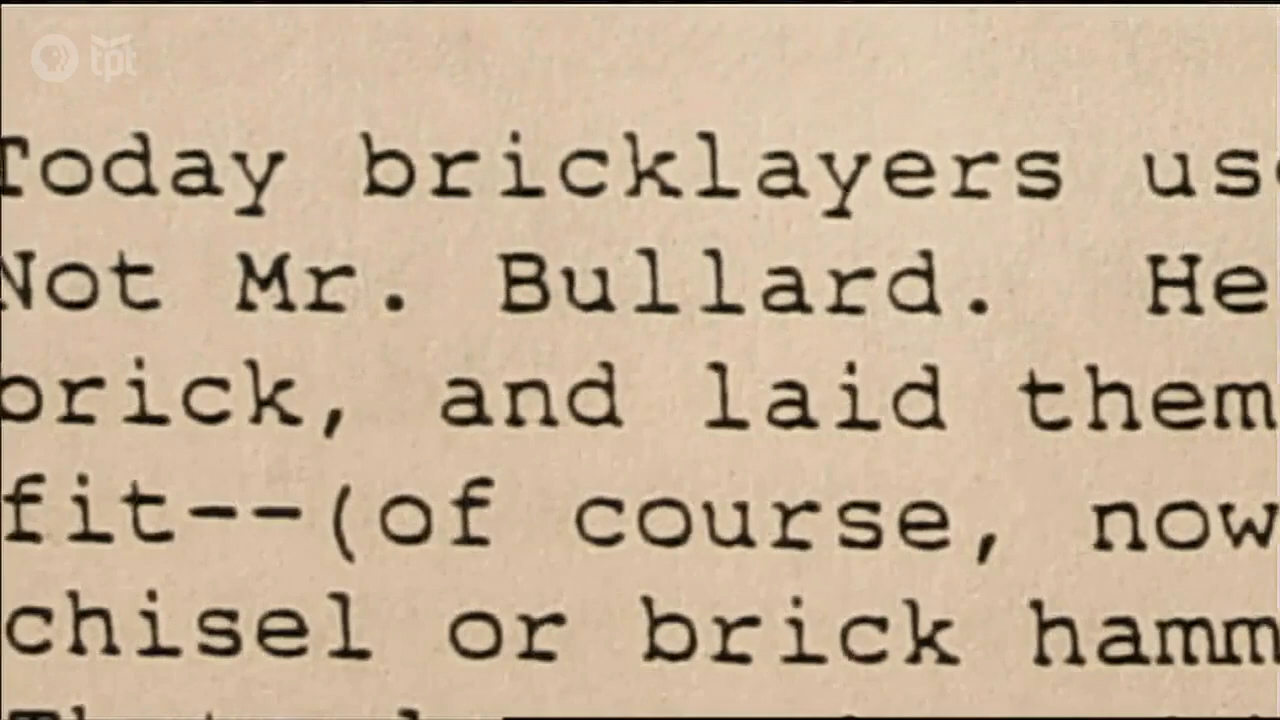 tpt
Today bricklayers use
Not Mr. Bullard. He
brick, and laid them
fit--(of course, now
chisel or brick hamm